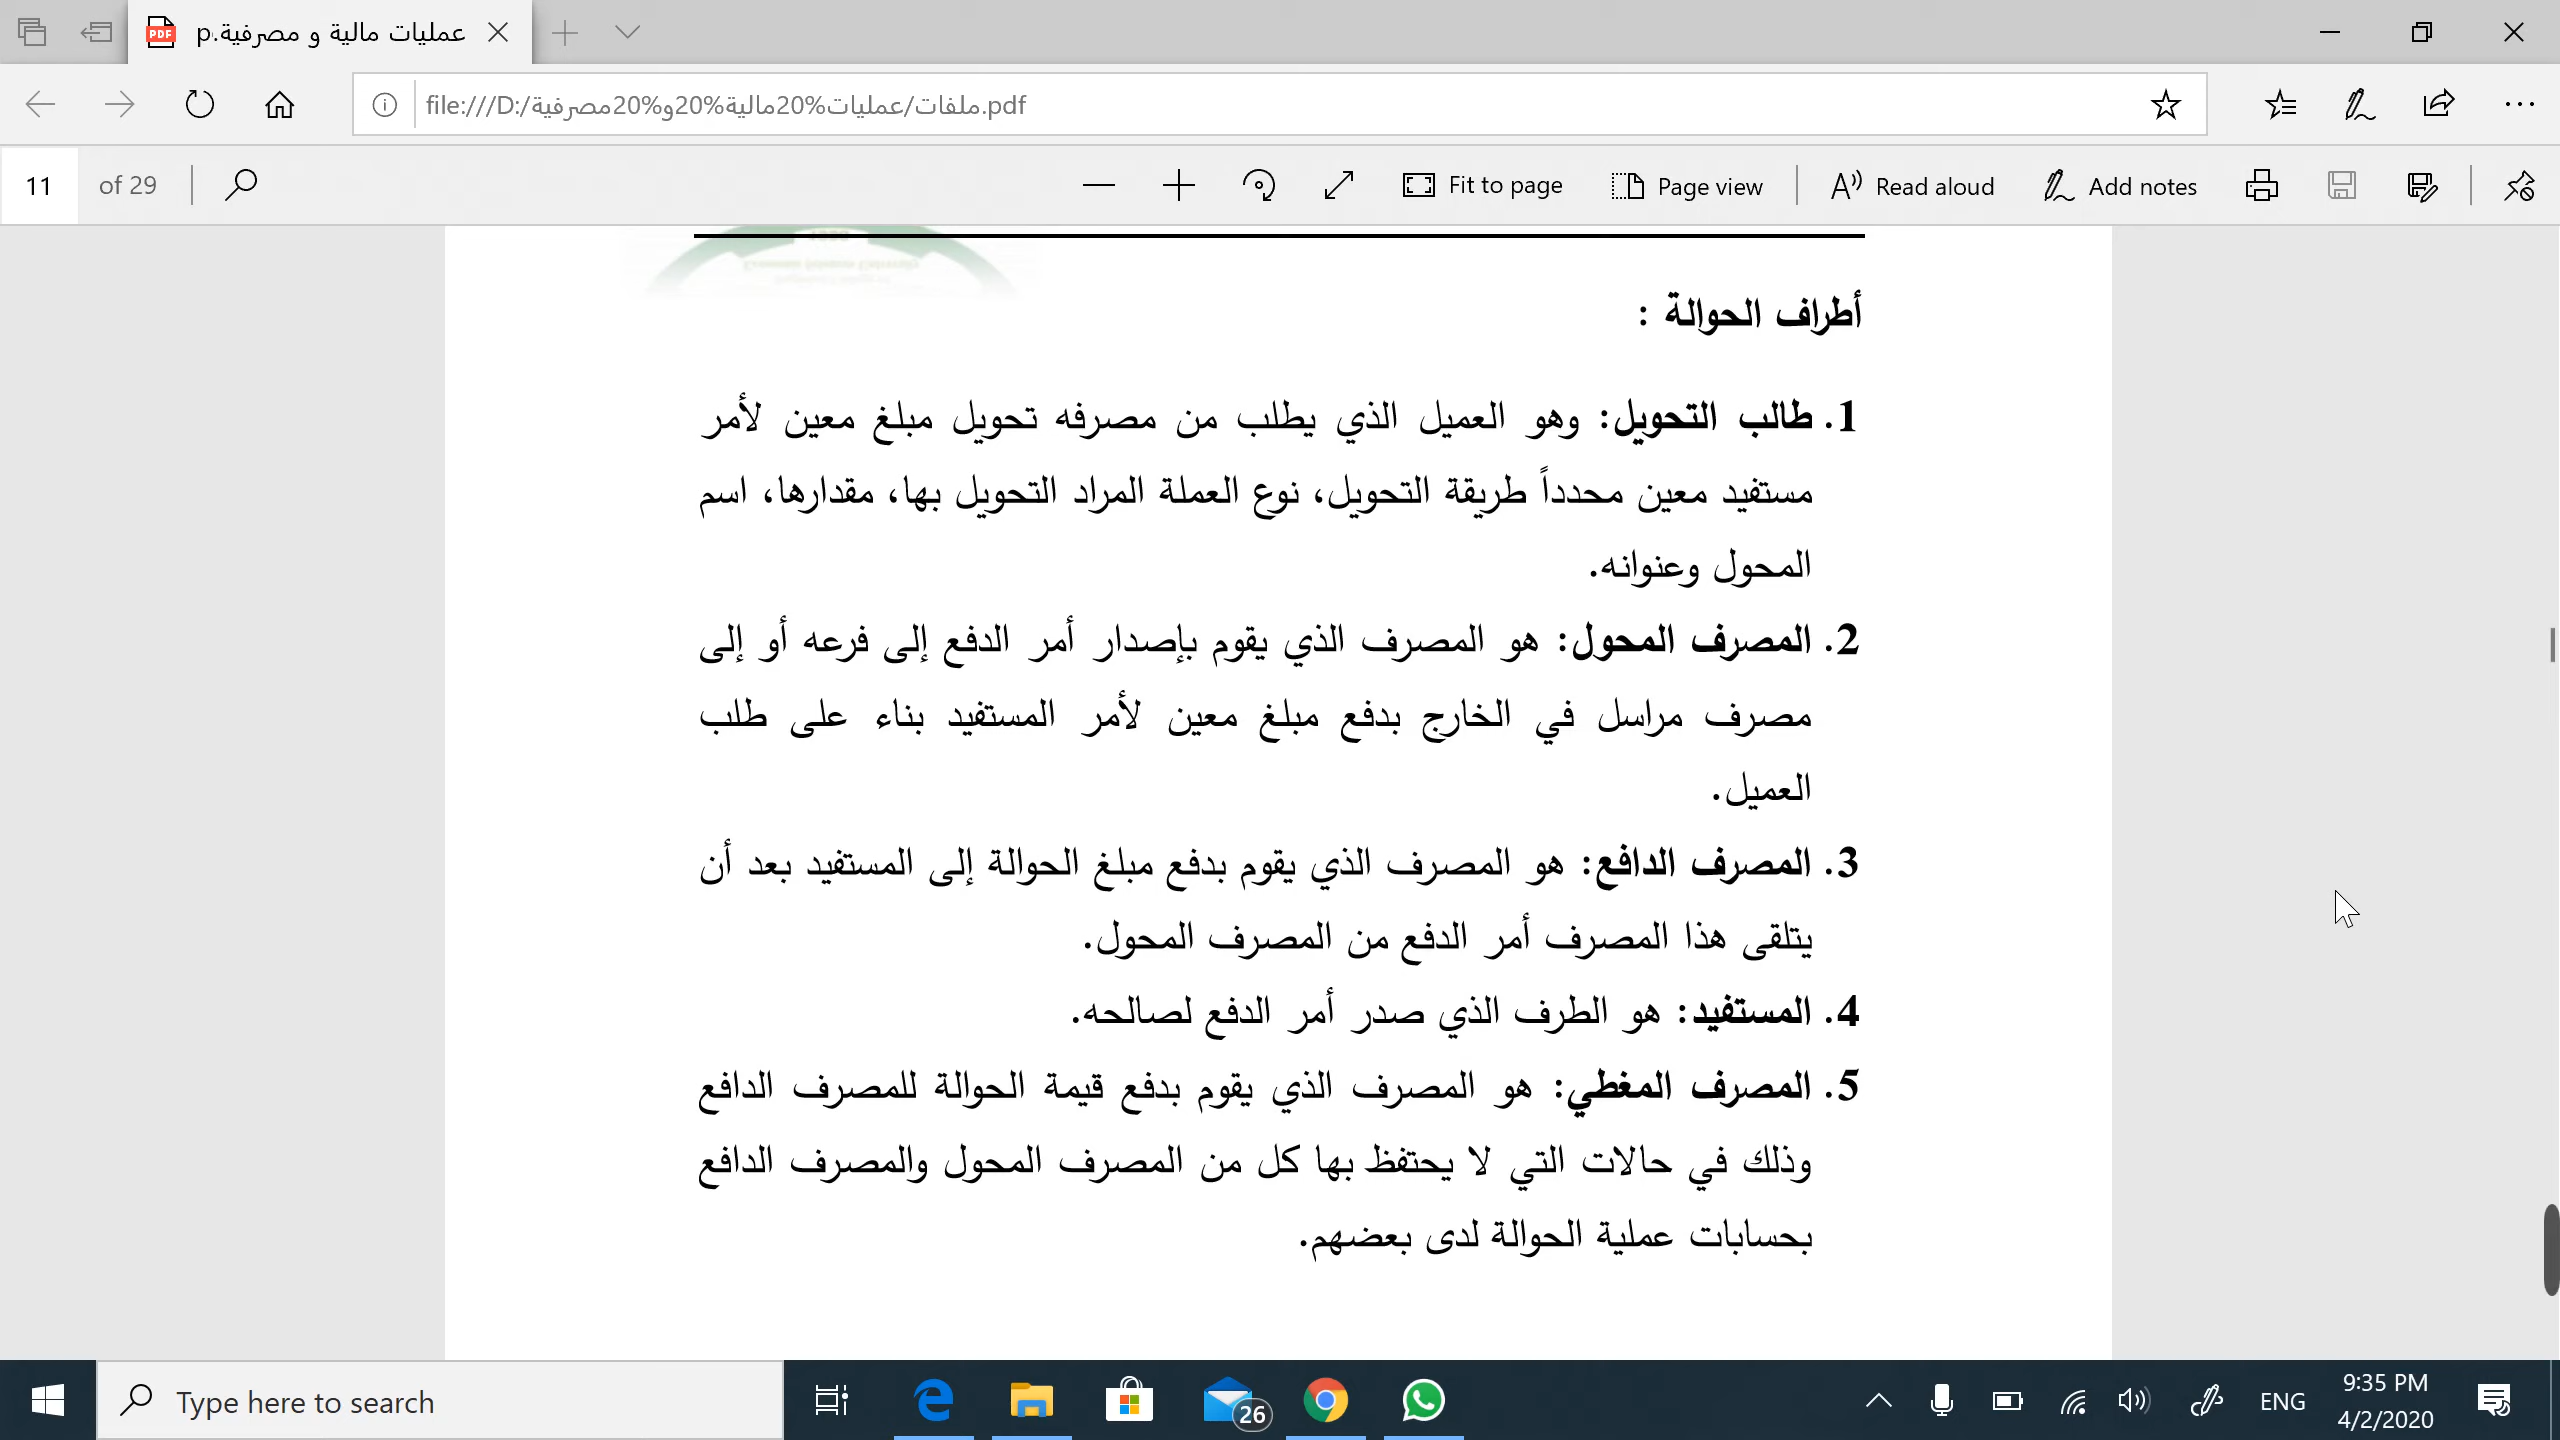 عمليات مالية و مصرفية.p
file:///D:/ملفات/عمليات%20مالية%20و%20مصرفية.pdf
11 of 29
Fit to page
Page view
Read aloud
Add notes
أطراف الحوالة :
1. طالب التحويل: وهو العميل الذي يطلب من مصرفه تحويل مبلغ معين لأمر
مستفيد معين محدداً طريقة التحويل، نوع العملة المراد التحويل بها، مقدارها، اسم
المحول وعنوانه.
2. المصرف المحول: هو المصرف الذي يقوم بإصدار أمر الدفع إلى فرعه أو إلى
مصرف مراسل في الخارج بدفع مبلغ معين لأمر المستفيد بناء على طلب
العميل.
3. المصرف الدافع: هو المصرف الذي يقوم بدفع مبلغ الحوالة إلى المستفيد بعد أن
يتلقى هذا المصرف أمر الدفع من المصرف المحول.
4. المستفيد: هو الطرف الذي صدر أمر الدفع لصالحه.
5. المصرف المغطي: هو المصرف الذي يقوم بدفع قيمة الحوالة للمصرف الدافع
وذلك في حالات التي لا يحتفظ بها كل من المصرف المحول والمصرف الدافع
بحسابات عملية الحوالة لدى بعضهم.
Type here to search
26
ENG
9:35 PM
4/2/2020